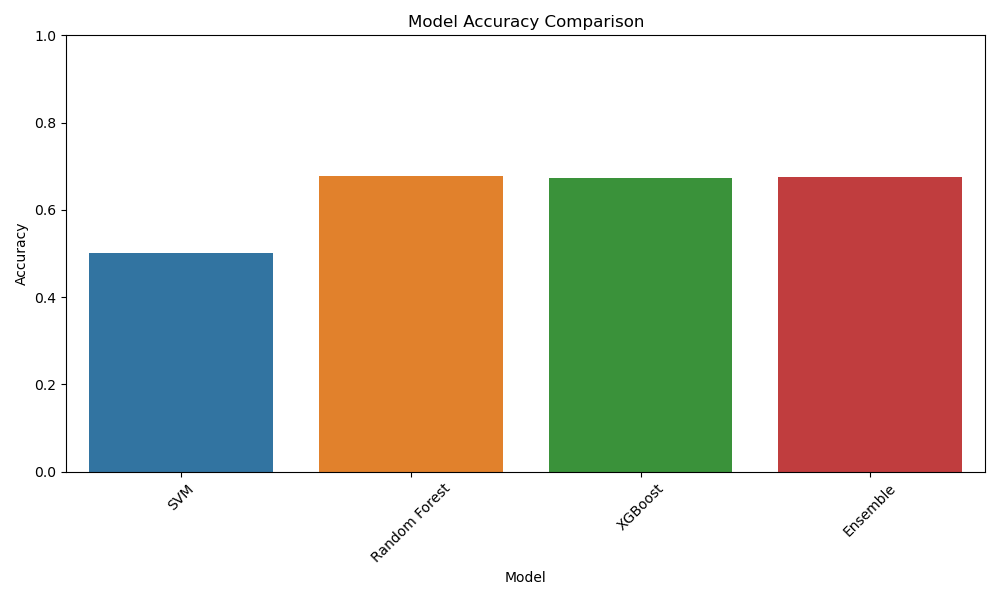 Model Accuracy Comparison
1.0
0.8
0.6
0.4
0.2
0.0
Accuracy
SVM
Random Forest
XGBoost
Ensemble
Model